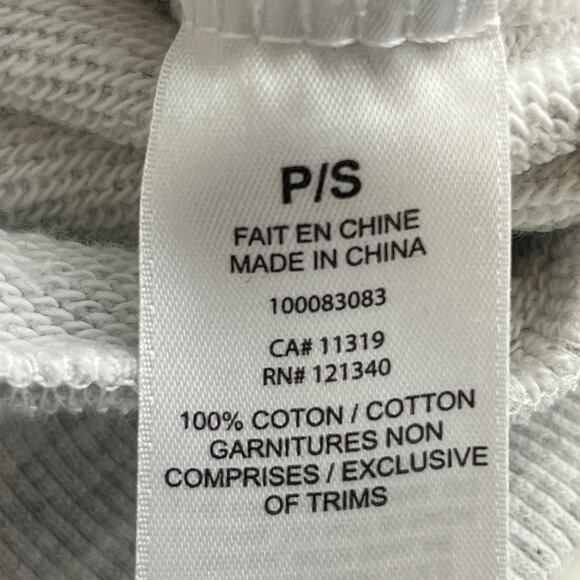 P/S
FAIT EN CHINE
MADE IN CHINA
100083083
CA# 11319
RN# 121340
100% COTON / COTTON
GARNITURES NON
COMPRISES / EXCLUSIVE
OF TRIMS